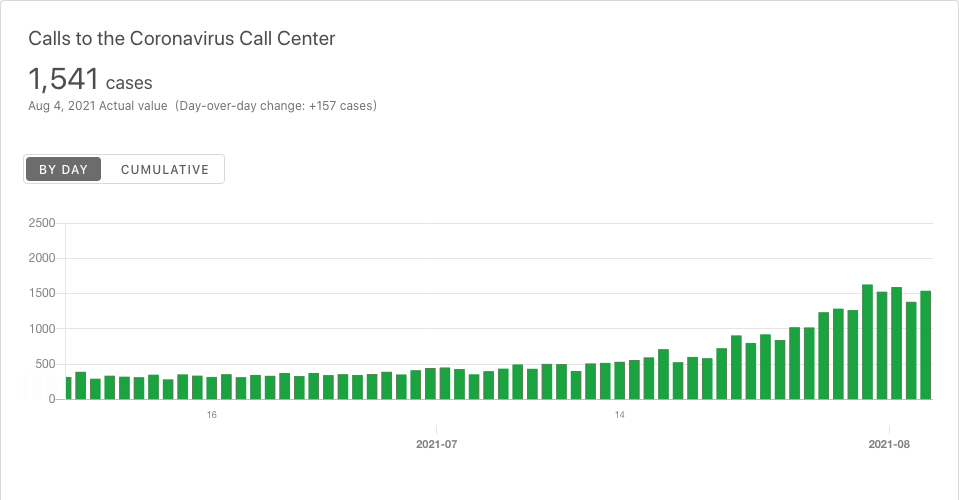 Calls to the Coronavirus Call Center
1,541 cases
Aug 4, 2021 Actual value (Day-over-day change: +157 cases)
BY DAY CUMULATIVE
2500
2000
1500
1000
500
0
16 14
2021-07 2021-08